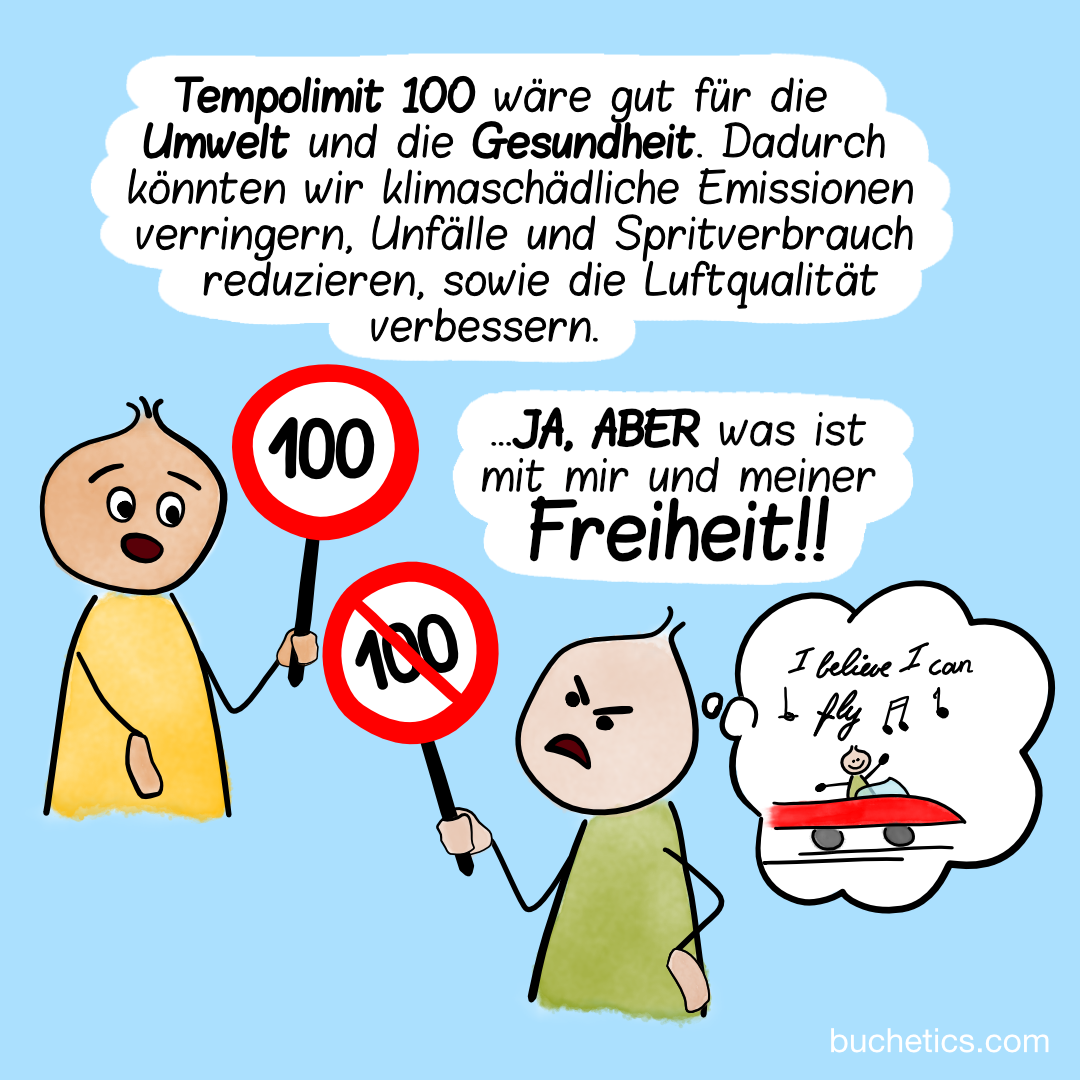 Tempolimit 100 wäre gut für die
Umwelt und die Gesundheit. Dadurch
könnten wir klimaschädliche Emissionen
verringern, Unfälle und Spritverbrauch
reduzieren, sowie die Luftqualität
verbessern.
100
...JA, ABER was ist
mit mir und meiner
Freiheit!!
100
I believe I can
fly
buchetics.com